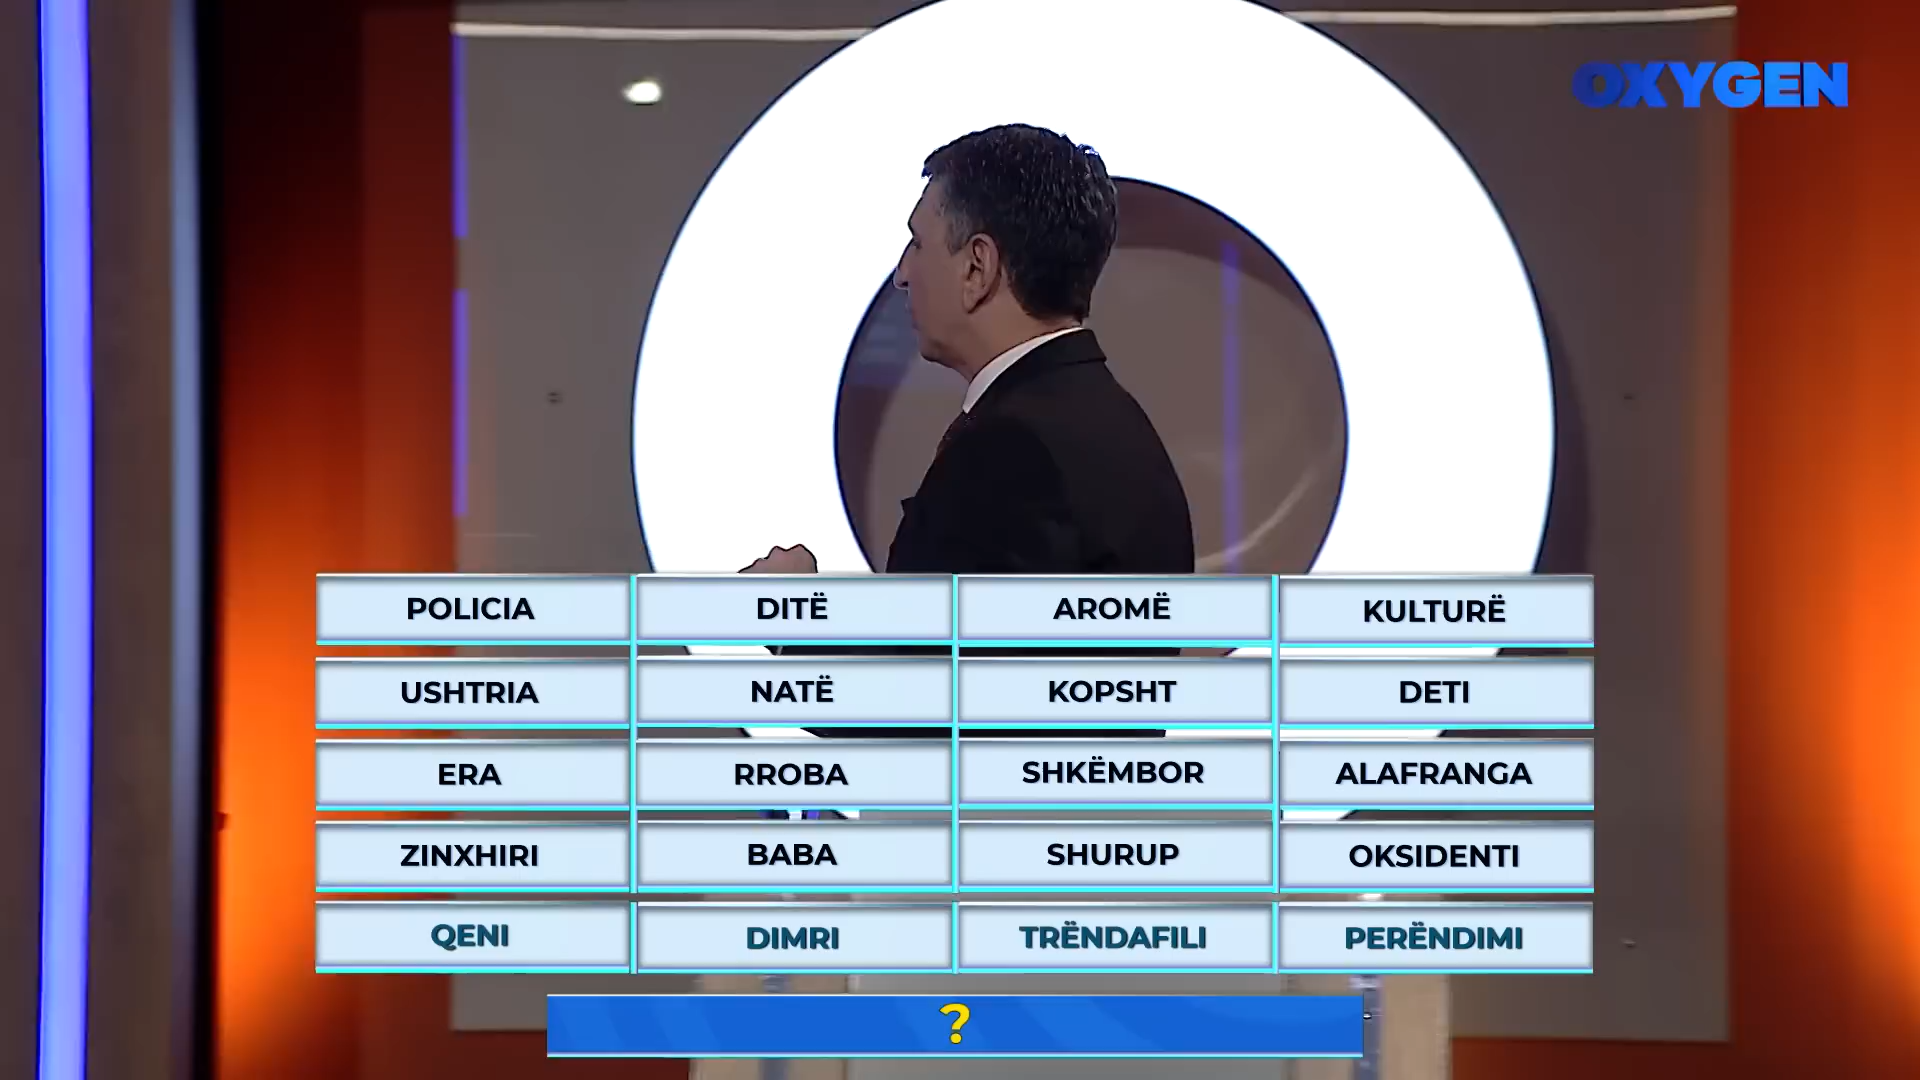 OXYGEN
POLICIA DITË AROMË KULTURË
USHTRIA NATË KOPSHT DETI
ERA RROBA SHKËMBOR ALAFRANGA
ZINXHIRI BABA SHURUP OKSIDENTI
QENI DIMRI TRËNDAFILI PERËNDIMI
?